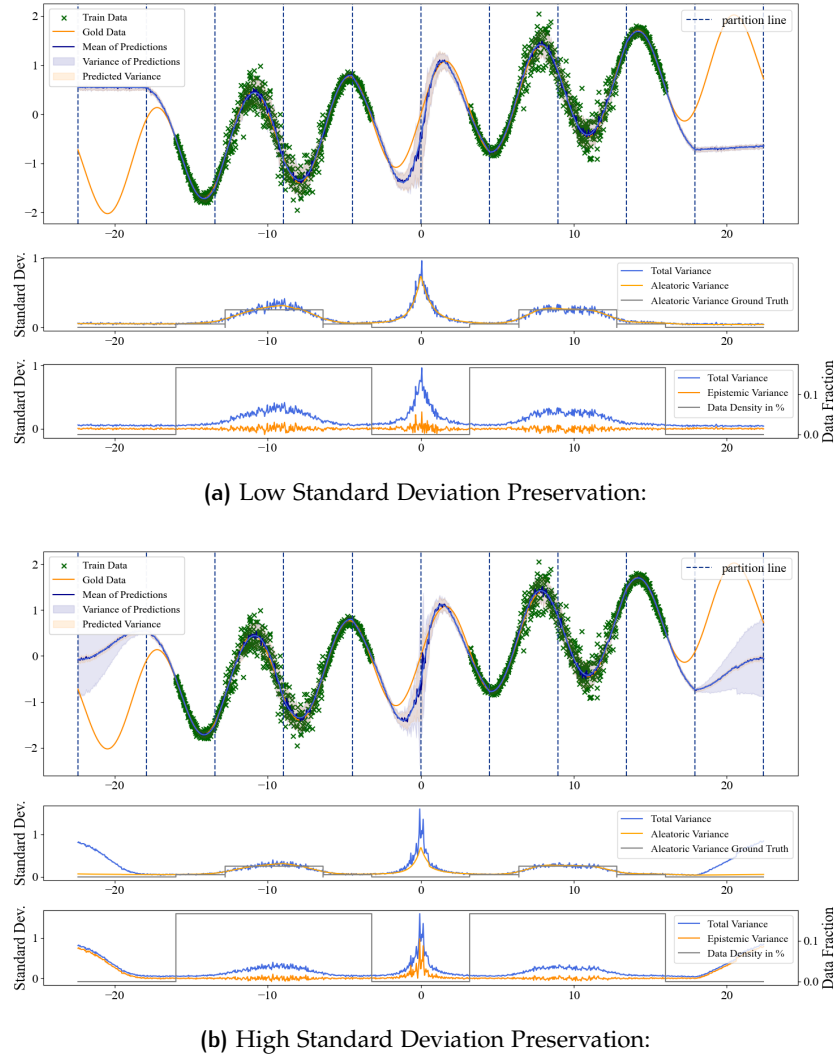 2
1
0
−1
−2
Train Data
Gold Data
Mean of Predictions
Variance of Predictions
Predicted Variance
partition line
−20
−10
0
10
20
Standard Dev.
1
0
Total Variance
Aleatoric Variance
Aleatoric Variance Ground Truth
−20
−10
0
10
20
Standard Dev.
1
0
Total Variance
Epistemic Variance
Data Density in %
0.1
0.0
Data Fraction
−20
−10
0
10
20
(a) Low Standard Deviation Preservation:
2
1
0
−1
−2
Train Data
Gold Data
Mean of Predictions
Variance of Predictions
Predicted Variance
partition line
−20
−10
0
10
20
Standard Dev.
1
0
Total Variance
Aleatoric Variance
Aleatoric Variance Ground Truth
−20
−10
0
10
20
Standard Dev.
1
0
Total Variance
Epistemic Variance
Data Density in %
0.1
0.0
Data Fraction
−20
−10
0
10
20
(b) High Standard Deviation Preservation: